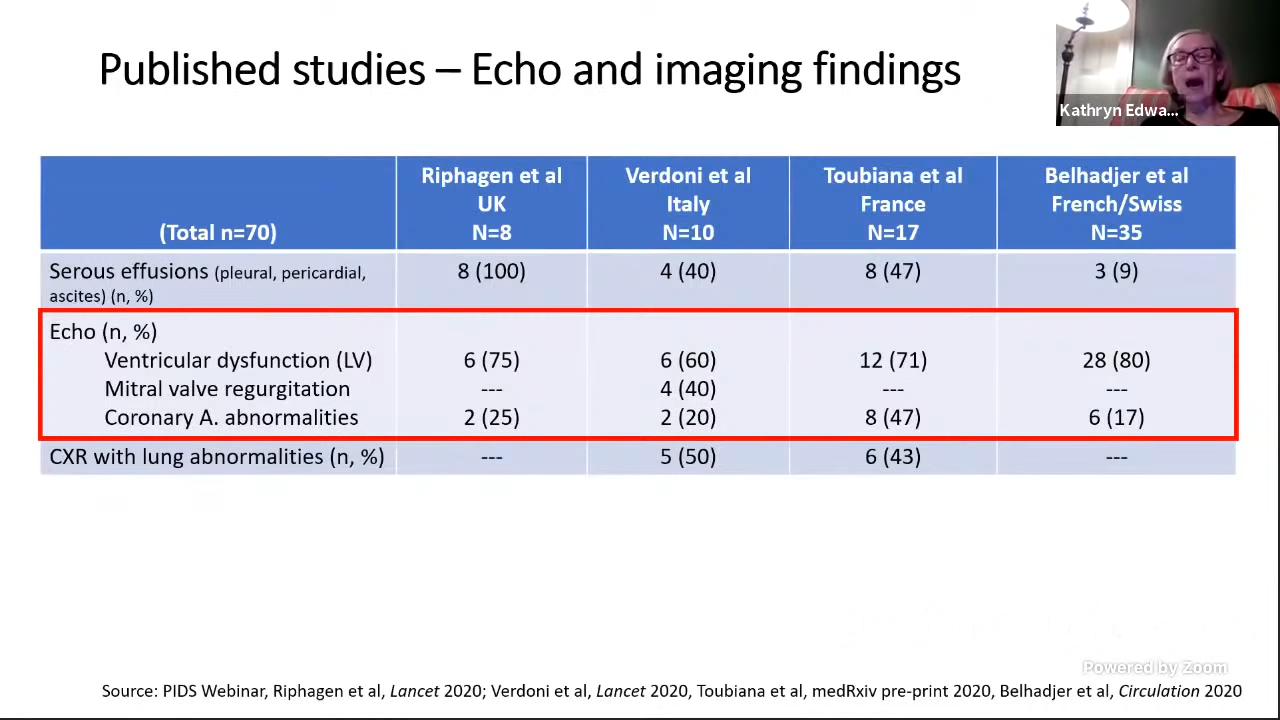 Published studies – Echo and imaging findings
Kathryn Edwa...
(Total n=70)
Riphagen et al
UK
N=8
Verdoni et al
Italy
N=10
Toubiana et al
France
N=17
Belhadjer et al
French/Swiss
N=35
Serous effusions (pleural, pericardial,
ascites) (n, %)
8 (100)
4 (40)
8 (47)
3 (9)
Echo (n, %)
Ventricular dysfunction (LV)
6 (75)
6 (60)
12 (71)
28 (80)
Mitral valve regurgitation
---
4 (40)
---
---
Coronary A. abnormalities
2 (25)
2 (20)
8 (47)
6 (17)
CXR with lung abnormalities (n, %)
---
5 (50)
6 (43)
---
Powered by Zoom
Source: PIDS Webinar, Riphagen et al, Lancet 2020; Verdoni et al, Lancet 2020, Toubiana et al, medRxiv pre-print 2020, Belhadjer et al, Circulation 2020